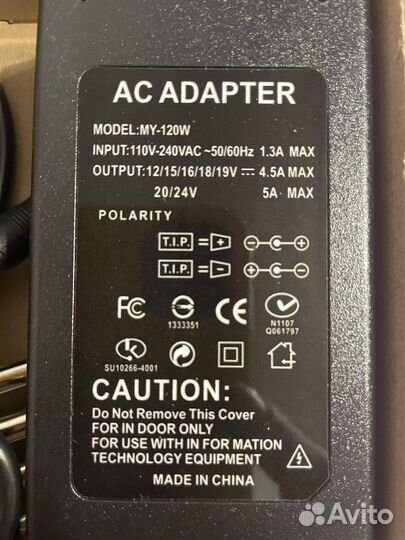 AC ADAPTER
MODEL:MY-120W
INPUT:110V-240VAC ~50/60Hz 1.3A MAX
OUTPUT:12/15/16/18/19V⎓ 4.5A MAX
20/24V 5A MAX
POLARITY
T.I.P. = +
T.I.P. = -
FC CE
1333351
N1107
Q061797
SU10266-4001
CAUTION:
Do Not Remove This Cover
FOR IN DOOR ONLY
FOR USE WITH IN FOR MATION
TECHNOLOGY EQUIPMENT
MADE IN CHINA
Avito